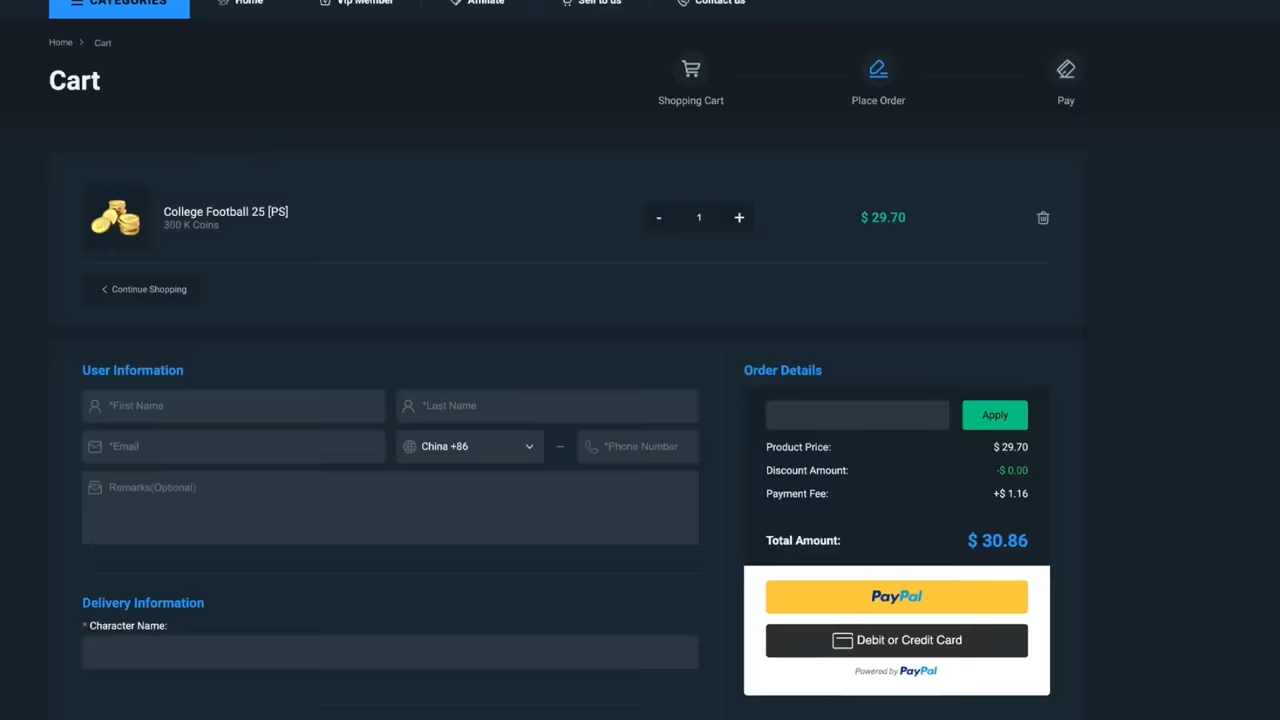 CATEGORIES
Home
Vip Member
Affiliate
Sell to us
Contact us
Home > Cart
Cart
Shopping Cart
Place Order
Pay
College Football 25 [PS]
300 K Coins
- 1 +
$ 29.70
< Continue Shopping
User Information
*First Name
*Last Name
*Email
China +86
–
*Phone Number
Remarks(Optional)
Delivery Information
* Character Name:
Order Details
Apply
Product Price: $ 29.70
Discount Amount: -$ 0.00
Payment Fee: +$ 1.16
Total Amount: $ 30.86
PayPal
Debit or Credit Card
Powered by PayPal